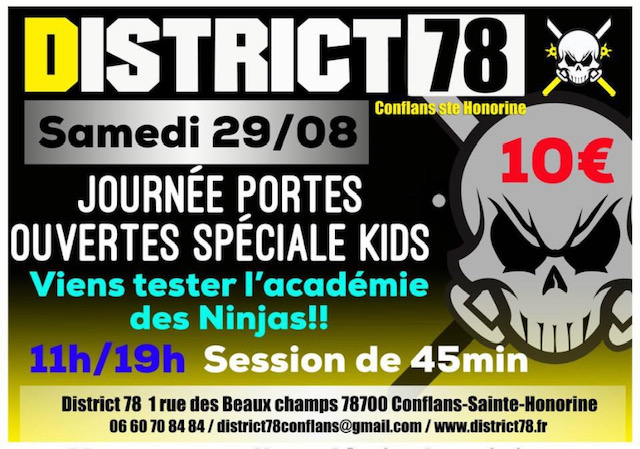 DISTRICT 78
Conflans ste Honorine
Samedi 29/08
10€
JOURNÉE PORTES
OUVERTES SPÉCIALE KIDS
Viens tester l'académie
des Ninjas!!
11h/19h Session de 45min
District 78 1 rue des Beaux champs 78700 Conflans-Sainte-Honorine
06 60 70 84 84 / district78conflans@gmail.com / www.district78.fr